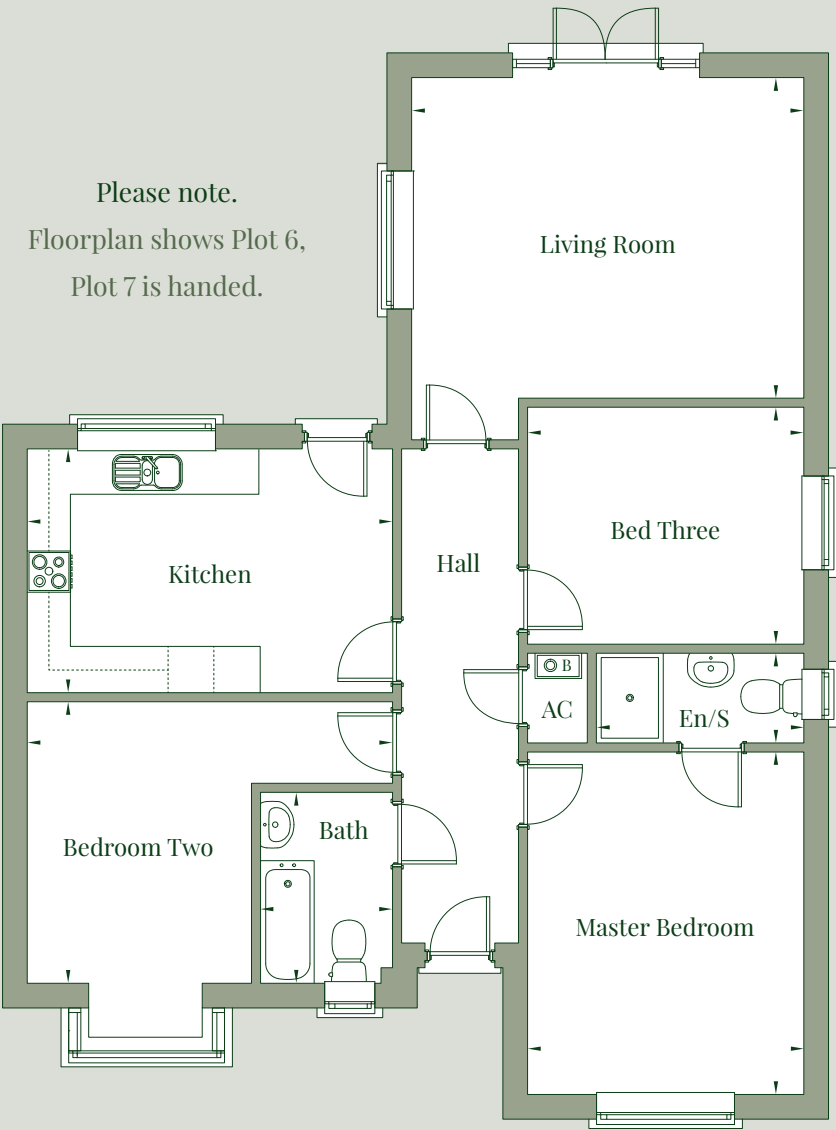 Please note.
Floorplan shows Plot 6,
Plot 7 is handed.
Living Room
Bed Three
Hall
Kitchen
B
AC
En/S
Bath
Bedroom Two
Master Bedroom